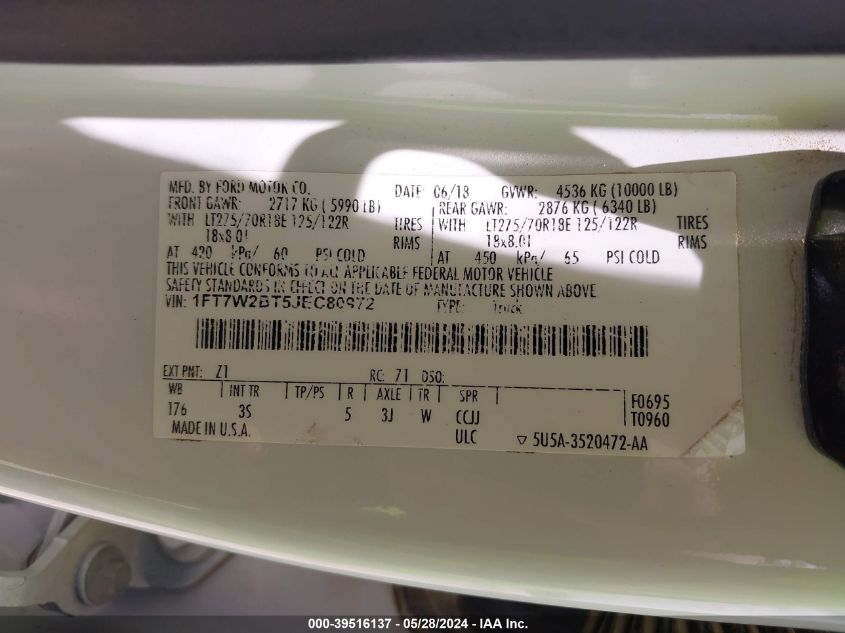 MFD. BY FORD MOTOR CO. DATE: 06/18 GVWR: 4536 KG (10000 LB)
FRONT GAWR: 2717 KG ( 5990 LB) REAR GAWR: 2876 KG ( 6340 LB)
WITH LT275/70R18E 125/122R TIRES WITH LT275/70R18E 125/122R TIRES
18x8.0J RIMS 18x8.0J RIMS
AT 420 kPa/ 60 PSI COLD AT 450 kPa/ 65 PSI COLD
THIS VEHICLE CONFORMS TO ALL APPLICABLE FEDERAL MOTOR VEHICLE
SAFETY STANDARDS IN EFFECT ON THE DATE OF MANUFACTURE SHOWN ABOVE.
VIN: 1FT7W2BT5JEC80972 TYPE: Truck
EXT PNT: Z1 RC: 71 DSO:
WB INT TR TP/PS R AXLE TR SPR F0695
176 3S 5 3J W CCJJ T0960
MADE IN U.S.A. ULC ▽ 5U5A-3520472-AA
000-39516137 - 05/28/2024 - IAA, Inc.